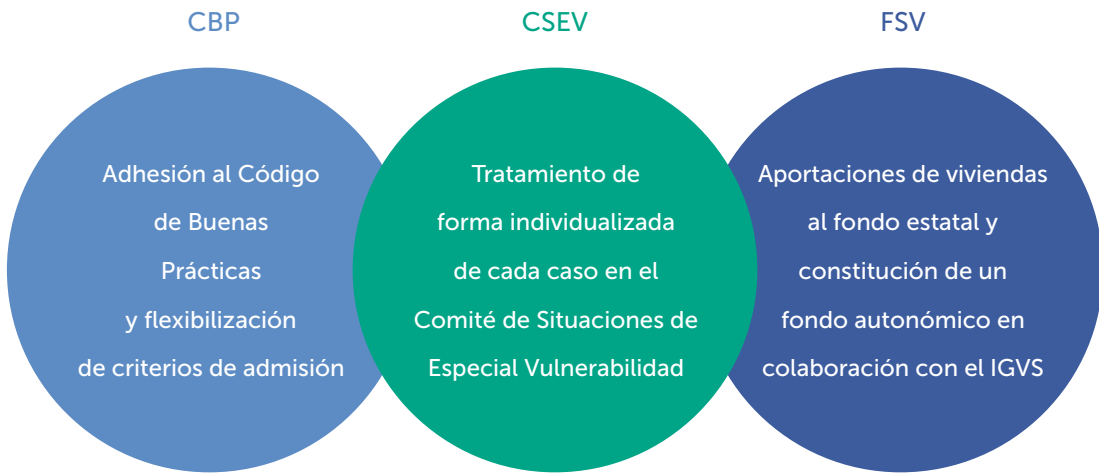 CBP
Adhesión al Código
de Buenas
Prácticas
y flexibilización
de criterios de admisión
CSEV
Tratamiento de
forma individualizada
de cada caso en el
Comité de Situaciones de
Especial Vulnerabilidad
FSV
Aportaciones de viviendas
al fondo estatal y
constitución de un
fondo autonómico en
colaboración con el IGVS